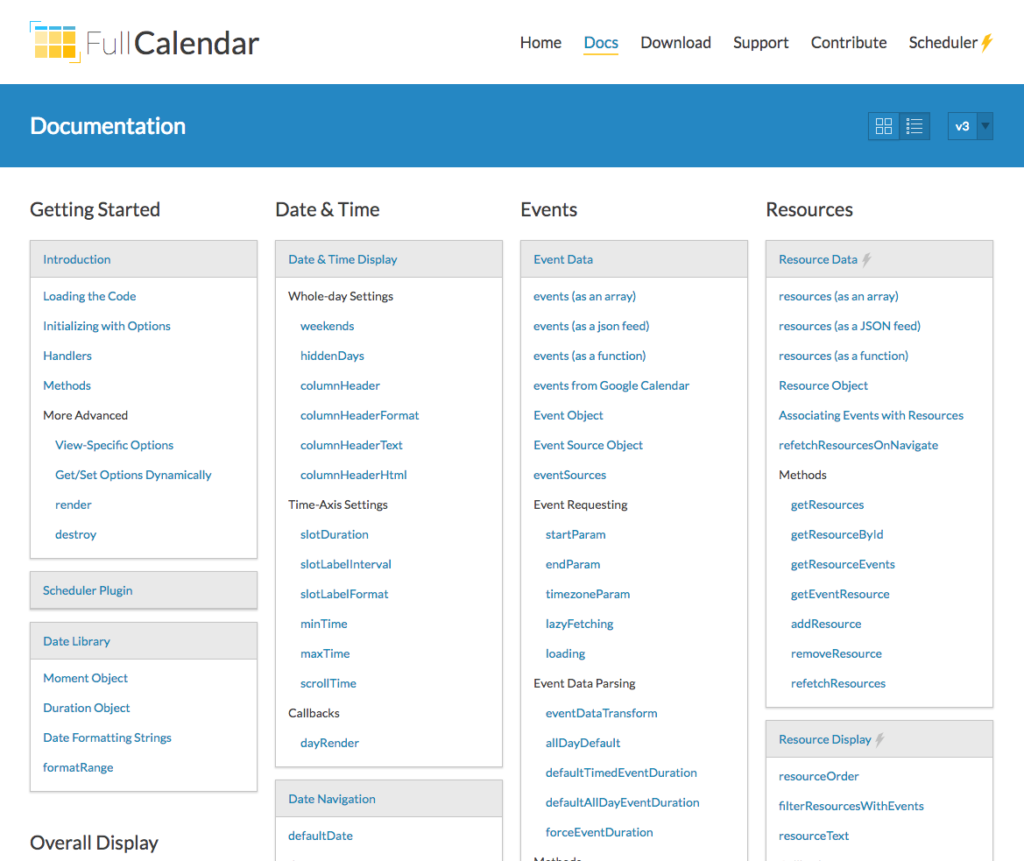 FullCalendar
Home Docs Download Support Contribute Scheduler
Documentation
v3
Getting Started
Introduction
Loading the Code
Initializing with Options
Handlers
Methods
More Advanced
View-Specific Options
Get/Set Options Dynamically
render
destroy
Scheduler Plugin
Date Library
Moment Object
Duration Object
Date Formatting Strings
formatRange
Overall Display
Date & Time
Date & Time Display
Whole-day Settings
weekends
hiddenDays
columnHeader
columnHeaderFormat
columnHeaderText
columnHeaderHtml
Time-Axis Settings
slotDuration
slotLabelInterval
slotLabelFormat
minTime
maxTime
scrollTime
Callbacks
dayRender
Date Navigation
defaultDate
Events
Event Data
events (as an array)
events (as a json feed)
events (as a function)
events from Google Calendar
Event Object
Event Source Object
eventSources
Event Requesting
startParam
endParam
timezoneParam
lazyFetching
loading
Event Data Parsing
eventDataTransform
allDayDefault
defaultTimedEventDuration
defaultAllDayEventDuration
forceEventDuration
Methods
Resources
Resource Data
resources (as an array)
resources (as a JSON feed)
resources (as a function)
Resource Object
Associating Events with Resources
refetchResourcesOnNavigate
Methods
getResources
getResourceById
getResourceEvents
getEventResource
addResource
removeResource
refetchResources
Resource Display
resourceOrder
filterResourcesWithEvents
resourceText